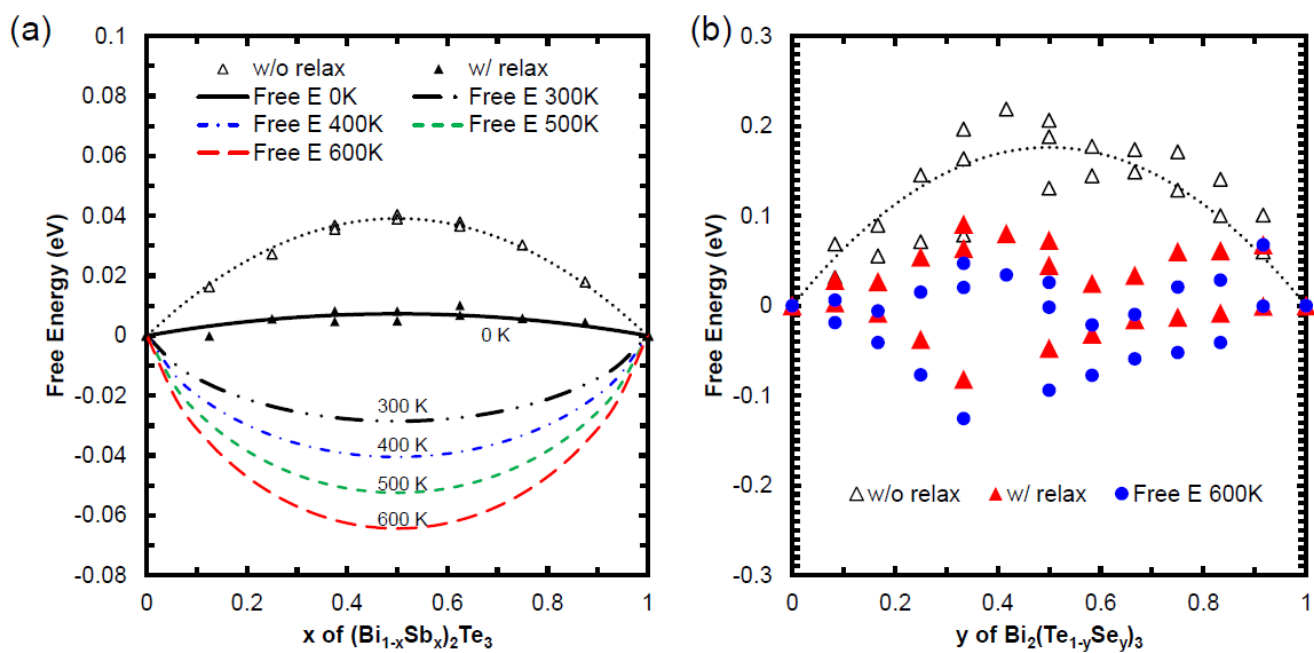 (a)
0.1
0.08
0.06
0.04
0.02
0
-0.02
-0.04
-0.06
-0.08
Free Energy (eV)
w/o relax
w/ relax
Free E 0K
Free E 300K
Free E 400K
Free E 500K
Free E 600K
0 K
300 K
400 K
500 K
600 K
0 0.2 0.4 0.6 0.8 1
x of (Bi₁₋ₓSbₓ)₂Te₃
(b)
0.3
0.2
0.1
0
-0.1
-0.2
-0.3
Free Energy (eV)
w/o relax w/ relax Free E 600K
0 0.2 0.4 0.6 0.8 1
y of Bi₂(Te₁₋ySey)₃